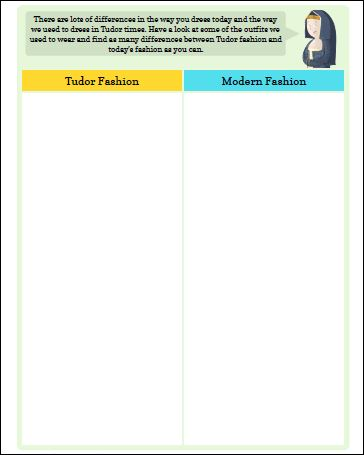 There are lots of differences in the way you dress today and the way
we used to dress in Tudor times. Have a look at some of the outfits we
used to wear and find as many differences between Tudor fashion and
today's fashion as you can.
Tudor Fashion
Modern Fashion